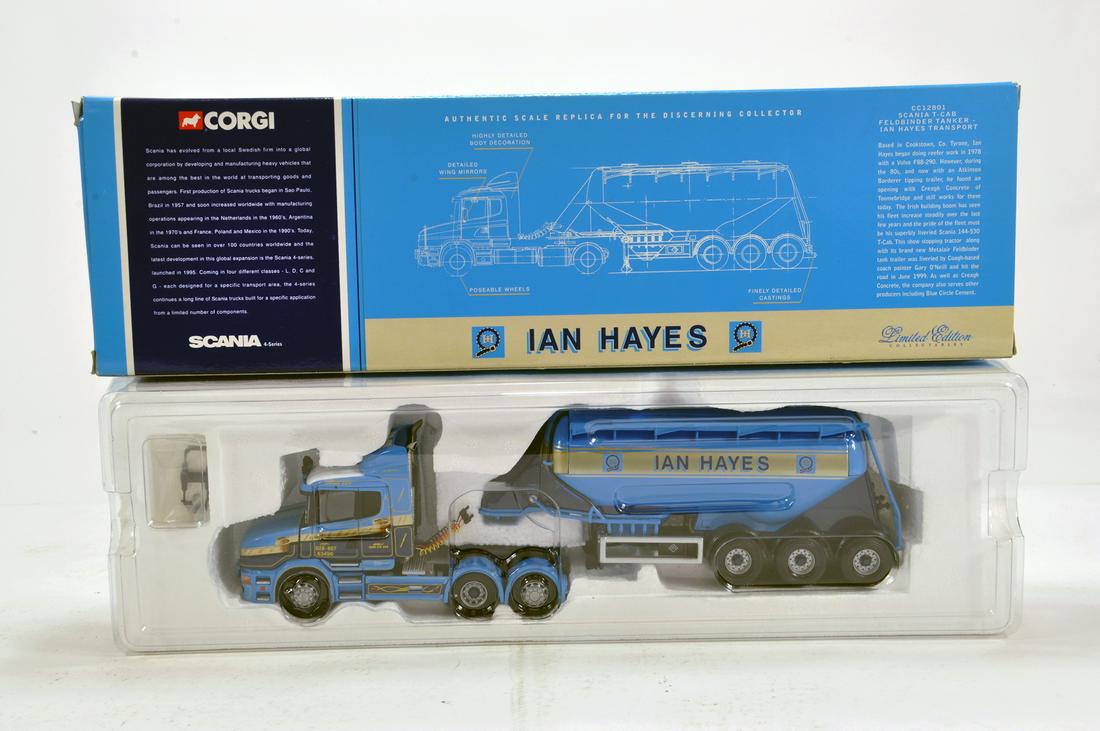 CORGI
Scania has evolved from a local Swedish firm into a global
corporation by developing and manufacturing heavy vehicles that
are among the best in the world at transporting goods and
passengers. First production of Scania trucks began in Sao Paulo,
Brazil in 1957 and soon increased worldwide with manufacturing
operations appearing in the Netherlands in the 1960's, Argentina
in the 1970's and France, Poland and Mexico in the 1990's. Today,
Scania can be seen in over 100 countries worldwide and the
latest development in this global expansion is the Scania 4-series.
launched in 1995. Coming in four different classes - L, D, C and
G - each designed for a specific transport area, the 4-series
continues a long line of Scania trucks built for a specific application
from a limited number of components.
SCANIA 4-Series
AUTHENTIC SCALE REPLICA FOR THE DISCERNING COLLECTOR
HIGHLY DETAILED
BODY DECORATION
DETAILED
WING MIRRORS
POSEABLE WHEELS
FINELY DETAILED
CASTINGS
CC12801
SCANIA T-CAB
FELDBINDER TANKER -
IAN HAYES TRANSPORT
Based in Cookstown, Co. Tyrone, Ian
Hayes began doing reefer work in 1978
with a Volvo F88-290. However, during
the 80s, and now with an Atkinson
Borderer tipping trailer, he found an
opening with Creagh Concrete of
Toomebridge and still works for them
today. The Irish building boom has seen
his fleet increase steadily over the last
few years and the pride of the fleet must
be his superbly liveried Scania 144-530
T-Cab. This show stopping tractor along
with its brand new Metalair Feldbinder
tank trailer was liveried by Coagh-based
coach painter Gary O'Neill and hit the
road in June 1999. As well as Creagh
Concrete, the company also serves other
producers including Blue Circle Cement.
IH IAN HAYES IH
Limited Edition
COLLECTABLES
IAN HAYES